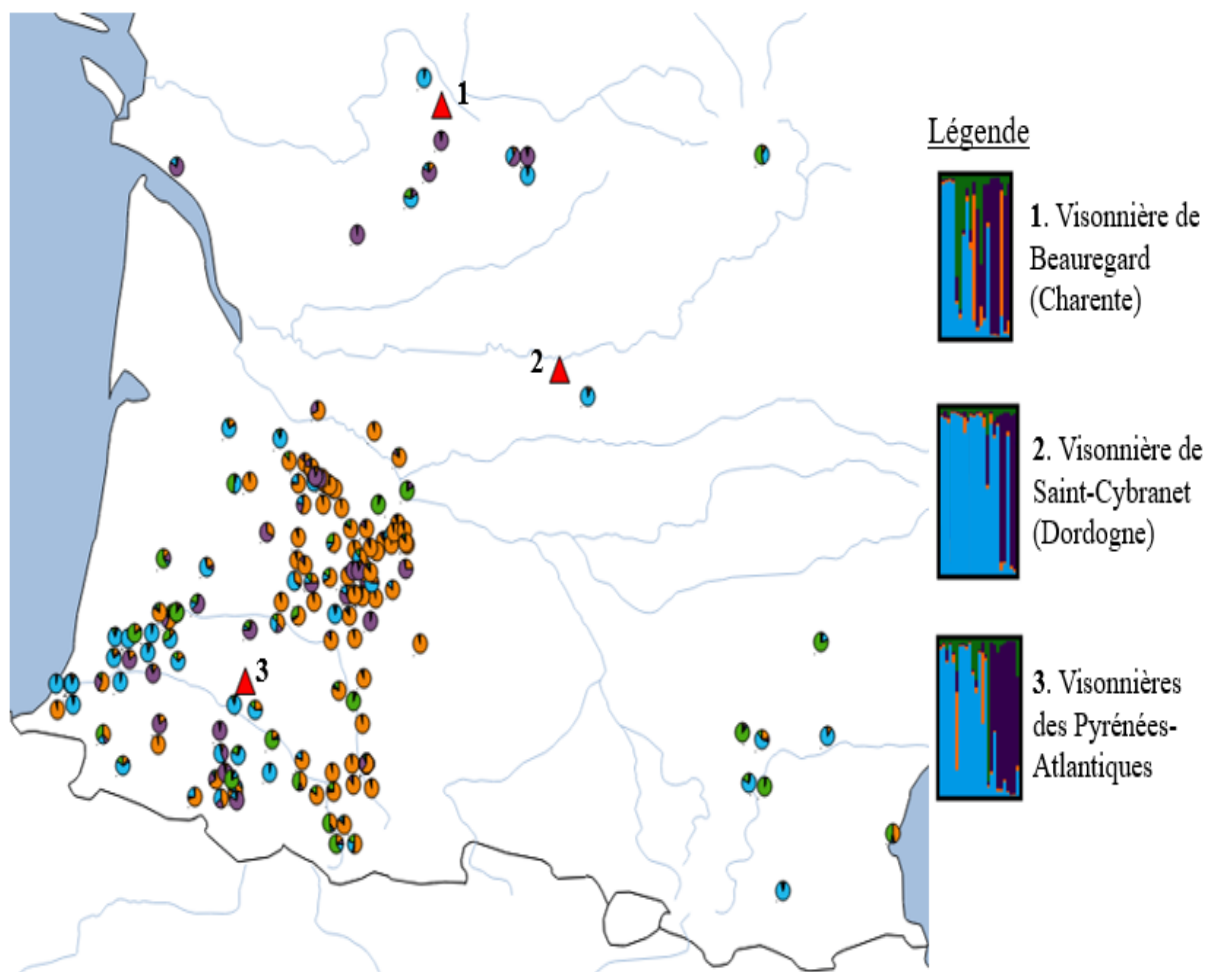 1
2
3
Légende
1. Visonnière de
Beauregard
(Charente)
2. Visonnière de
Saint-Cybranet
(Dordogne)
3. Visonnières
des Pyrénées-
Atlantiques